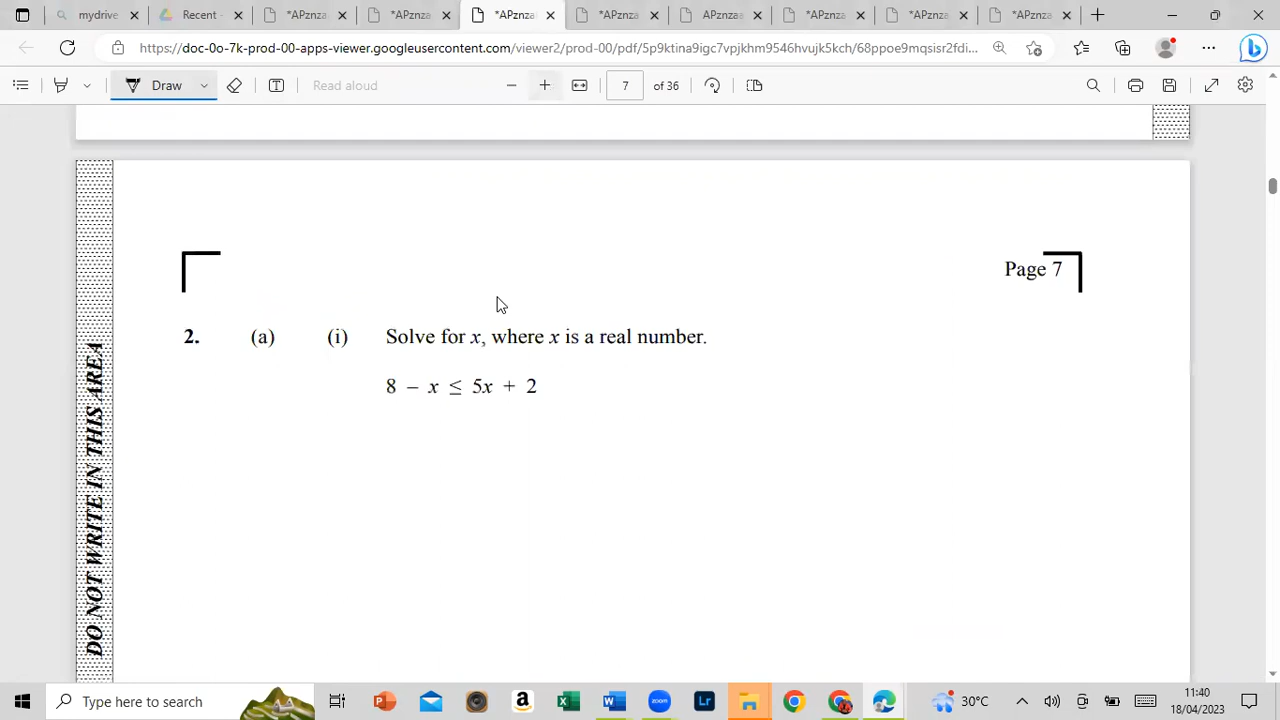 mydrive
Recent -
*APznza
*APznza
*APznza
*APznza
APznza
*APznza
*APznza
*APznza
https://doc-0o-7k-prod-00-apps-viewer.googleusercontent.com/viewer2/prod-00/pdf/5p9ktina9igc7vpjkhm9546hvujk5kch/68ppoe9mqsisr2fdi...
Draw
Read aloud
7 of 36
Page 7
DO NOT WRITE IN THIS AREA
2. (a) (i) Solve for x, where x is a real number.
8 − x ≤ 5x + 2
Type here to search
zoom
Lr
30°C
11:40
18/04/2023